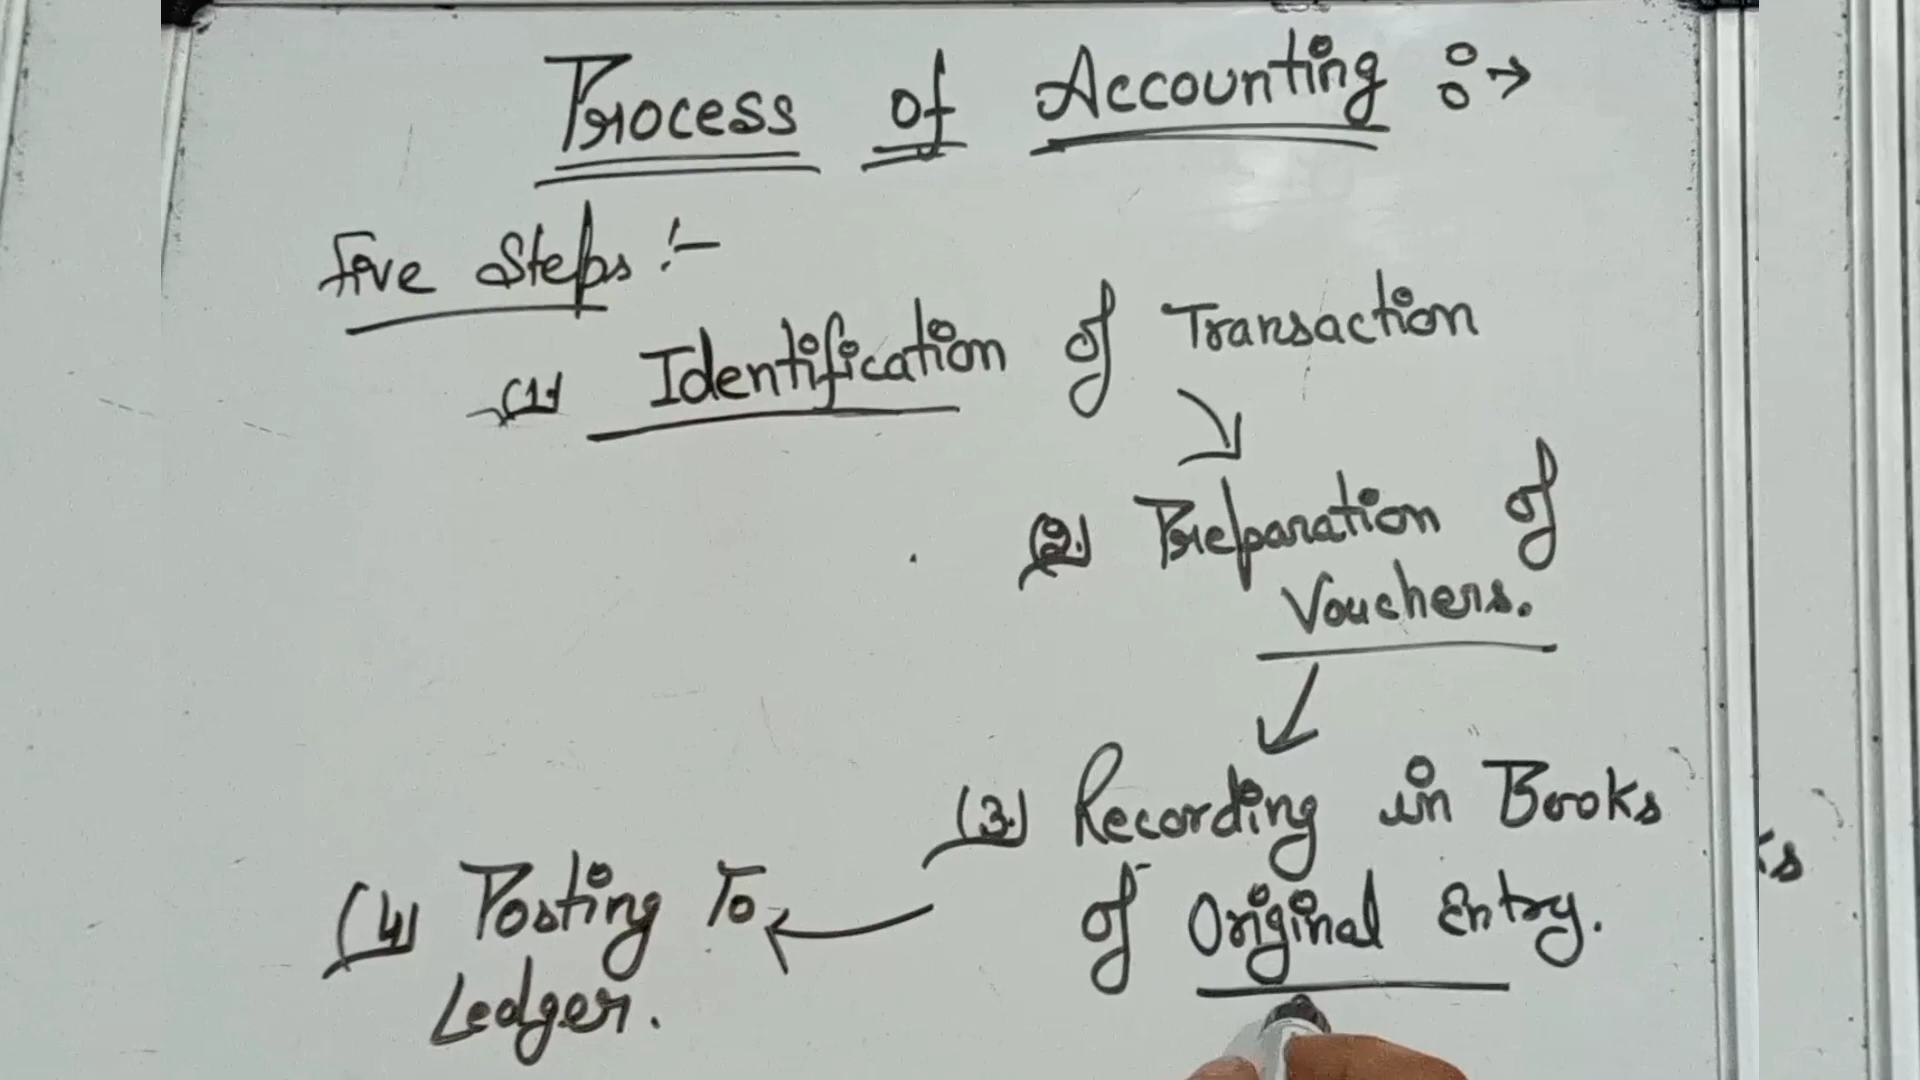 Process of Accounting :→
Five Steps :-
(1) Identification of Transaction
(2.) Preparation of
Vouchers.
(3.) Recording in Books
of Original Entry.
(4) Posting To
Ledger.